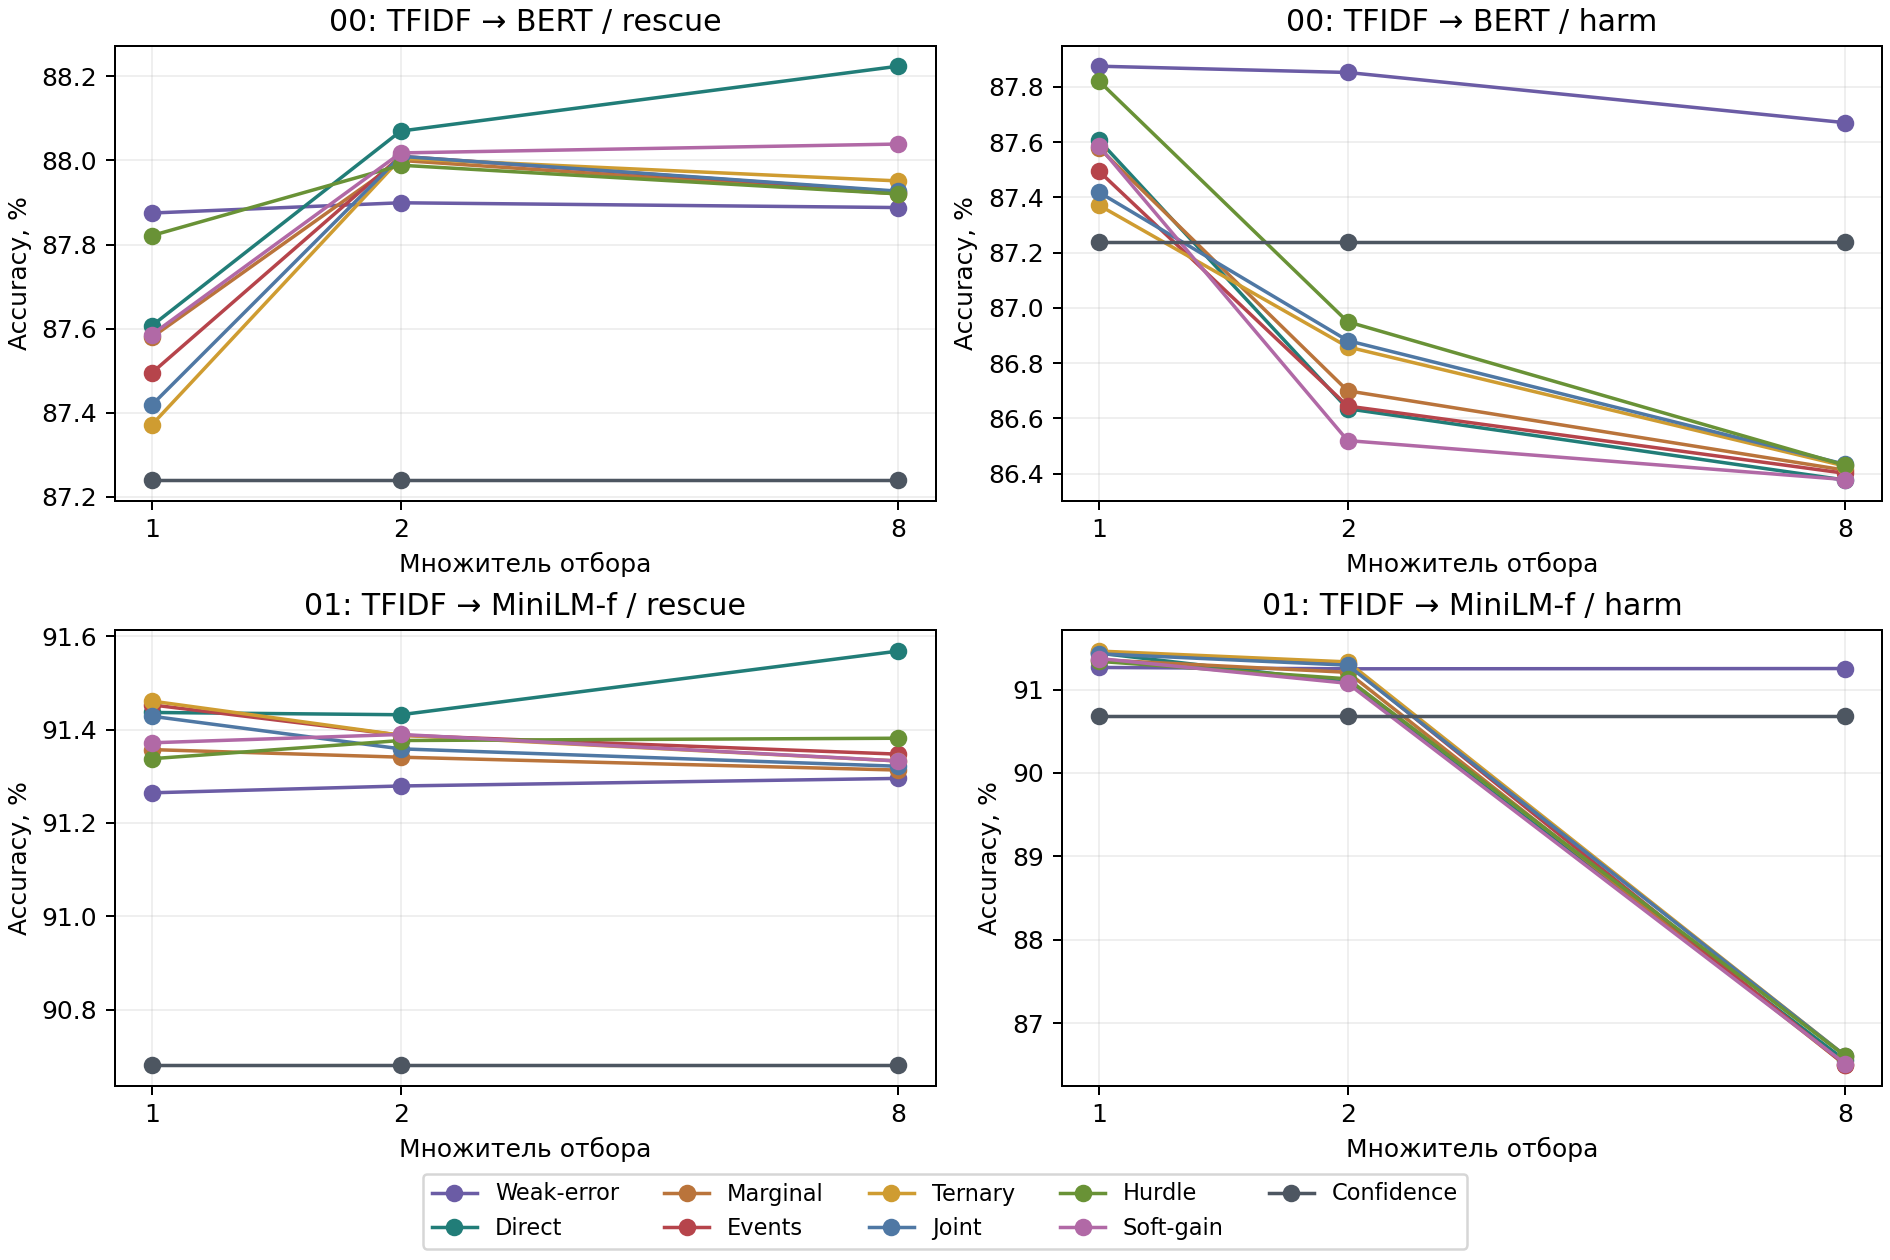 00: TFIDF → BERT / rescue
Accuracy, %
88.2
88.0
87.8
87.6
87.4
87.2
1 2 8
Множитель отбора
00: TFIDF → BERT / harm
Accuracy, %
87.8
87.6
87.4
87.2
87.0
86.8
86.6
86.4
1 2 8
Множитель отбора
01: TFIDF → MiniLM-f / rescue
Accuracy, %
91.6
91.4
91.2
91.0
90.8
1 2 8
Множитель отбора
01: TFIDF → MiniLM-f / harm
Accuracy, %
91
90
89
88
87
1 2 8
Множитель отбора
Weak-error Marginal Ternary Hurdle Confidence
Direct Events Joint Soft-gain